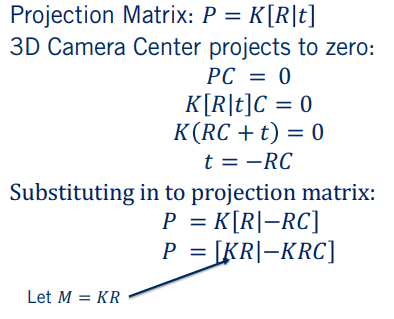 Projection Matrix: P = K[R|t]
3D Camera Center projects to zero:
PC = 0
K[R|t]C = 0
K(RC + t) = 0
t = −RC
Substituting in to projection matrix:
P = K[R|−RC]
P = [KR|−KRC]
Let M = KR